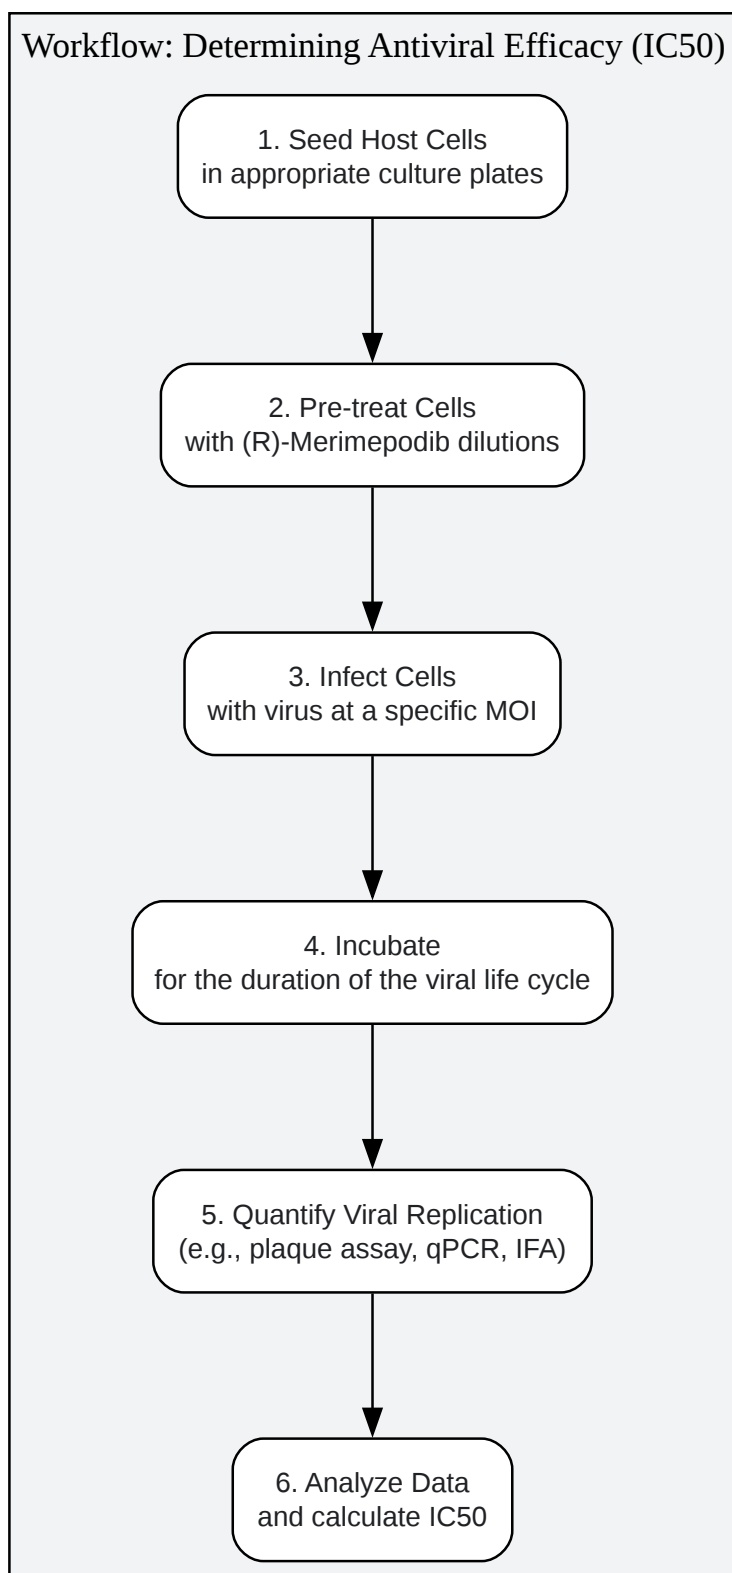 Workflow: Determining Antiviral Efficacy (IC50)
1. Seed Host Cells
in appropriate culture plates
2. Pre-treat Cells
with (R)-Merimepodib dilutions
3. Infect Cells
with virus at a specific MOI
4. Incubate
for the duration of the viral life cycle
5. Quantify Viral Replication
(e.g., plaque assay, qPCR, IFA)
6. Analyze Data
and calculate IC50